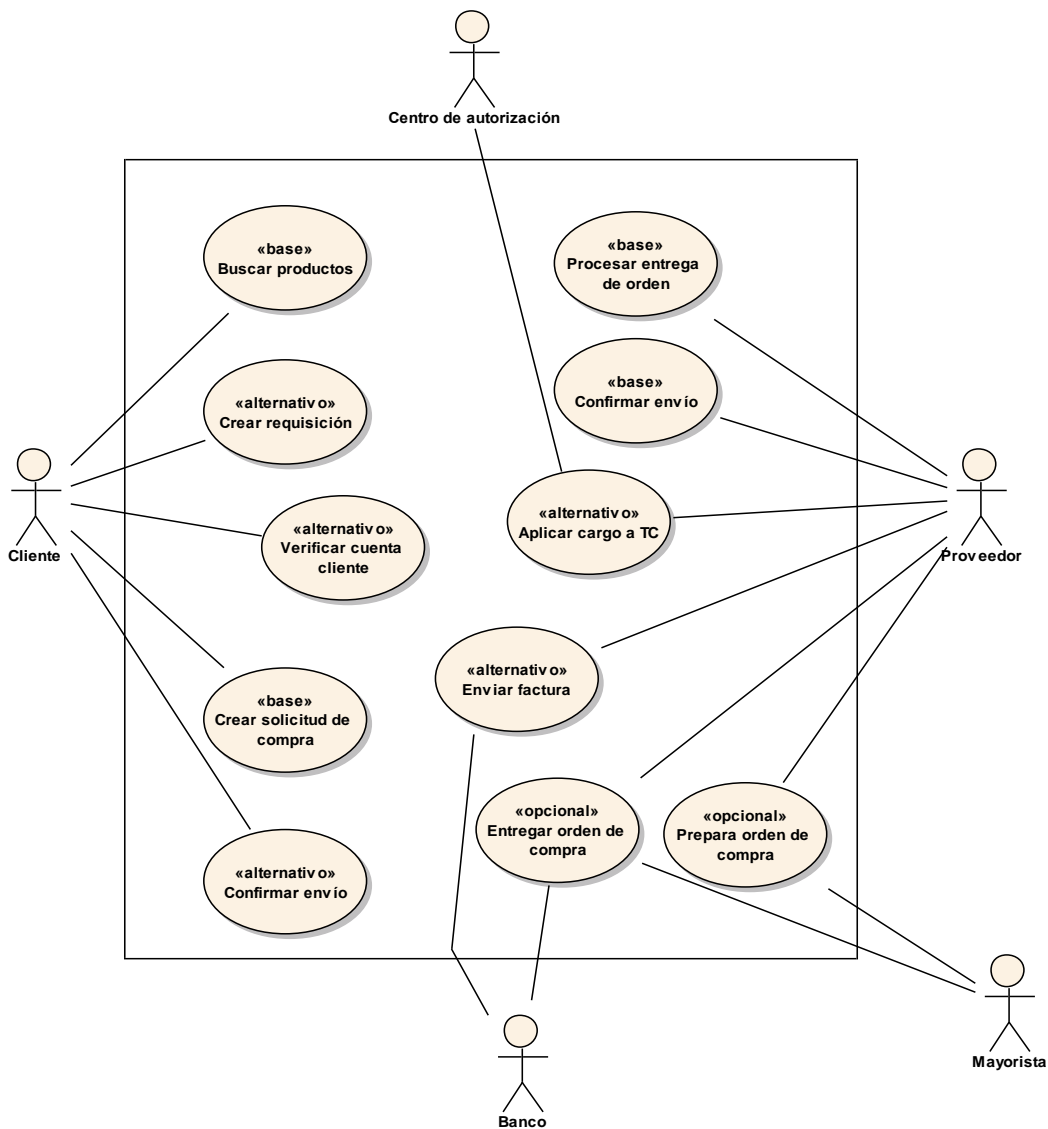 Centro de autorización
«base»
Buscar productos
«base»
Procesar entrega
de orden
«alternativo»
Crear requisición
«base»
Confirmar envío
Cliente
«alternativo»
Verificar cuenta
cliente
«alternativo»
Aplicar cargo a TC
Proveedor
«alternativo»
Enviar factura
«base»
Crear solicitud de
compra
«opcional»
Entregar orden de
compra
«opcional»
Prepara orden de
compra
«alternativo»
Confirmar envío
Mayorista
Banco